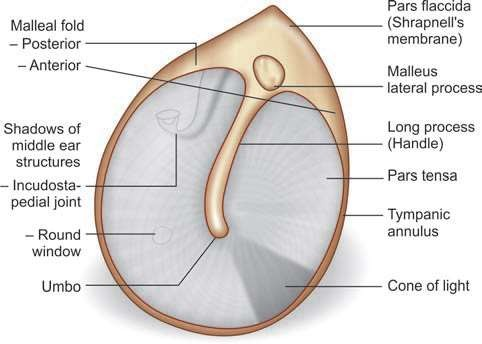 Malleal fold
– Posterior
– Anterior
Shadows of
middle ear
structures
– Incudosta-
pedial joint
– Round
window
Umbo
Pars flaccida
(Shrapnell's
membrane)
Malleus
lateral process
Long process
(Handle)
Pars tensa
Tympanic
annulus
Cone of light